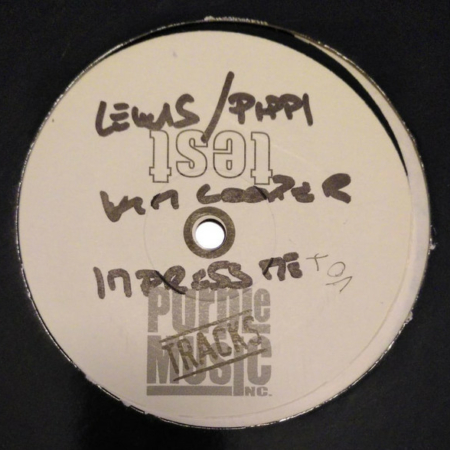 LEWIS/PIPPI
test
KIM COOPER
IMPRESS ME
PURPLE
TRACKS
MUSIC
INC.